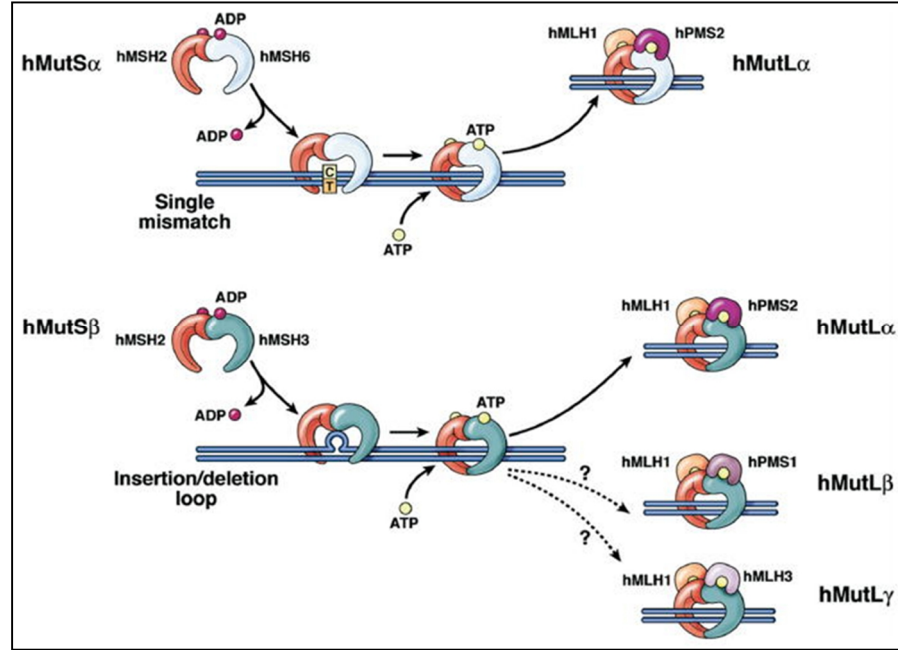 ADP
hMutSα
hMSH2
hMSH6
ADP
C
T
Single
mismatch
ATP
ATP
hMLH1
hPMS2
hMutLα
ADP
hMutSβ
hMSH2
hMSH3
ADP
Insertion/deletion
loop
ATP
ATP
hMLH1
hPMS2
hMutLα
?
hMLH1
hPMS1
hMutLβ
?
hMLH1
hMLH3
hMutLγ